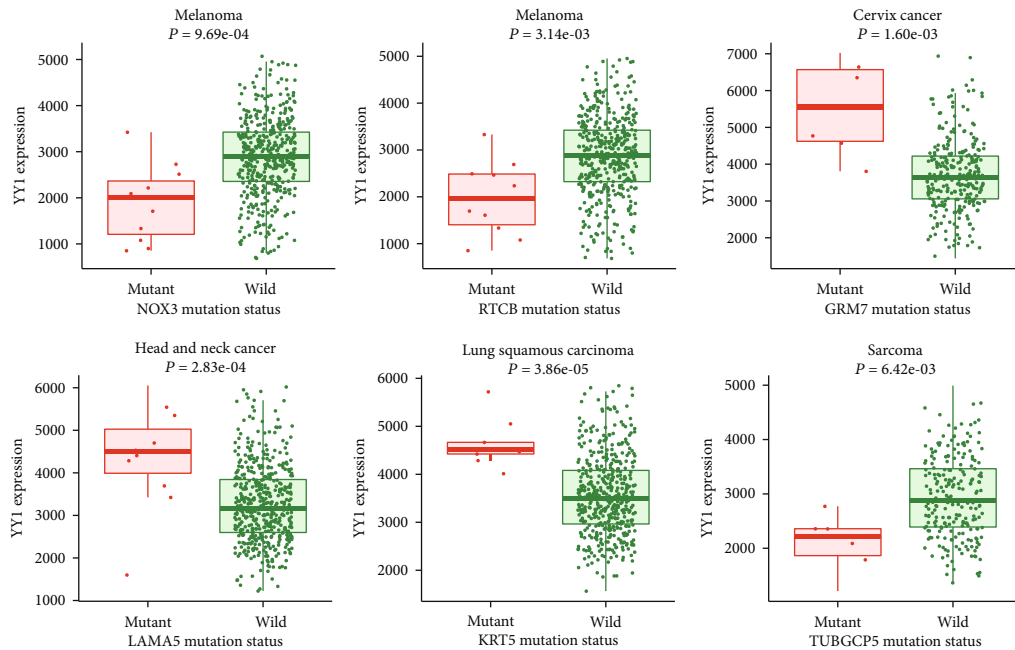 Melanoma
P = 9.69e-04
YY1 expression
5000
4000
3000
2000
1000
Mutant Wild
NOX3 mutation status
Melanoma
P = 3.14e-03
YY1 expression
5000
4000
3000
2000
1000
Mutant Wild
RTCB mutation status
Cervix cancer
P = 1.60e-03
YY1 expression
7000
6000
5000
4000
3000
2000
Mutant Wild
GRM7 mutation status
Head and neck cancer
P = 2.83e-04
YY1 expression
6000
5000
4000
3000
2000
1000
Mutant Wild
LAMA5 mutation status
Lung squamous carcinoma
P = 3.86e-05
YY1 expression
6000
5000
4000
3000
2000
Mutant Wild
KRT5 mutation status
Sarcoma
P = 6.42e-03
YY1 expression
5000
4000
3000
2000
Mutant Wild
TUBGCP5 mutation status